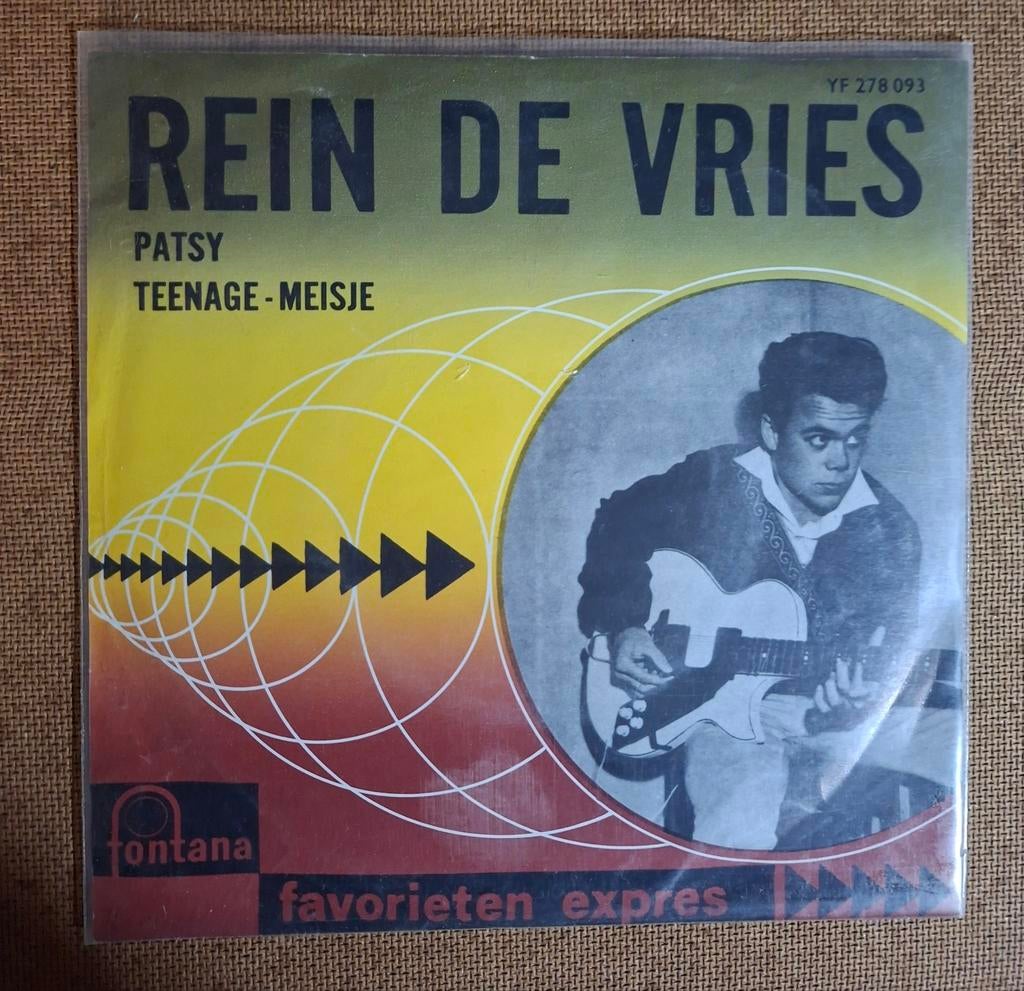 YF 278 093
REIN DE VRIES
PATSY
TEENAGE-MEISJE
fontana
favorieten expres